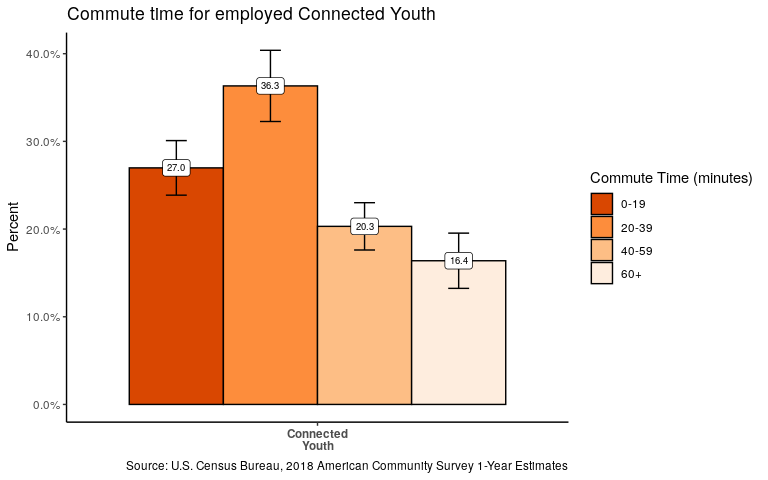 Commute time for employed Connected Youth
Percent
40.0%
30.0%
20.0%
10.0%
0.0%
27.0
36.3
20.3
16.4
Connected
Youth
Commute Time (minutes)
0-19
20-39
40-59
60+
Source: U.S. Census Bureau, 2018 American Community Survey 1-Year Estimates